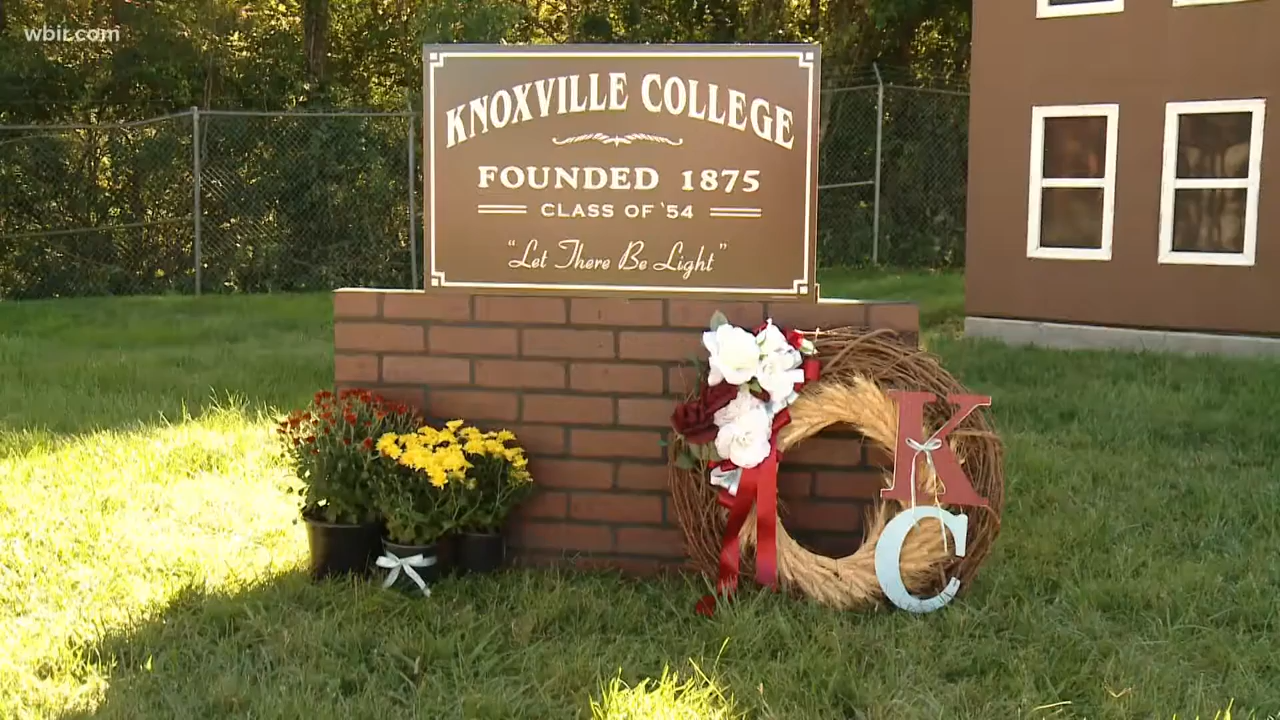 wbir.com
KNOXVILLE COLLEGE
FOUNDED 1875
CLASS OF '54
"Let There Be Light"
K
C